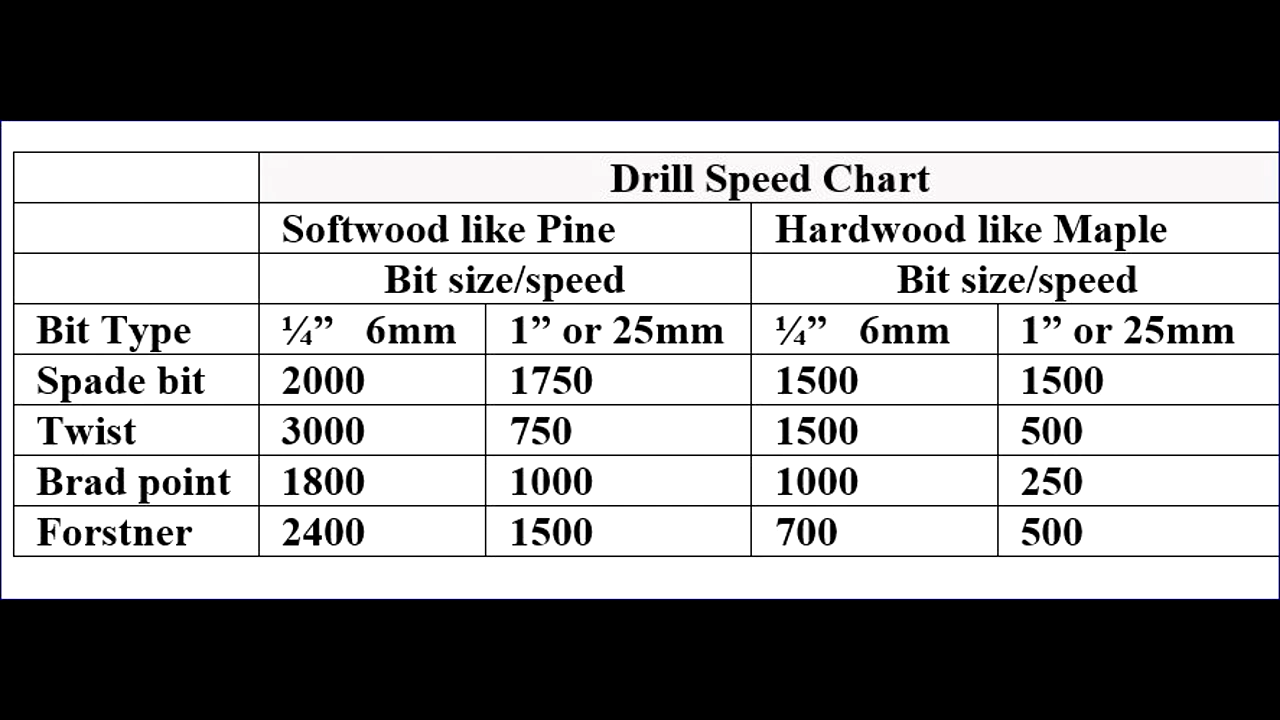 Drill Speed Chart
Softwood like Pine Hardwood like Maple
Bit size/speed Bit size/speed
Bit Type ¼” 6mm 1” or 25mm ¼” 6mm 1” or 25mm
Spade bit 2000 1750 1500 1500
Twist 3000 750 1500 500
Brad point 1800 1000 1000 250
Forstner 2400 1500 700 500